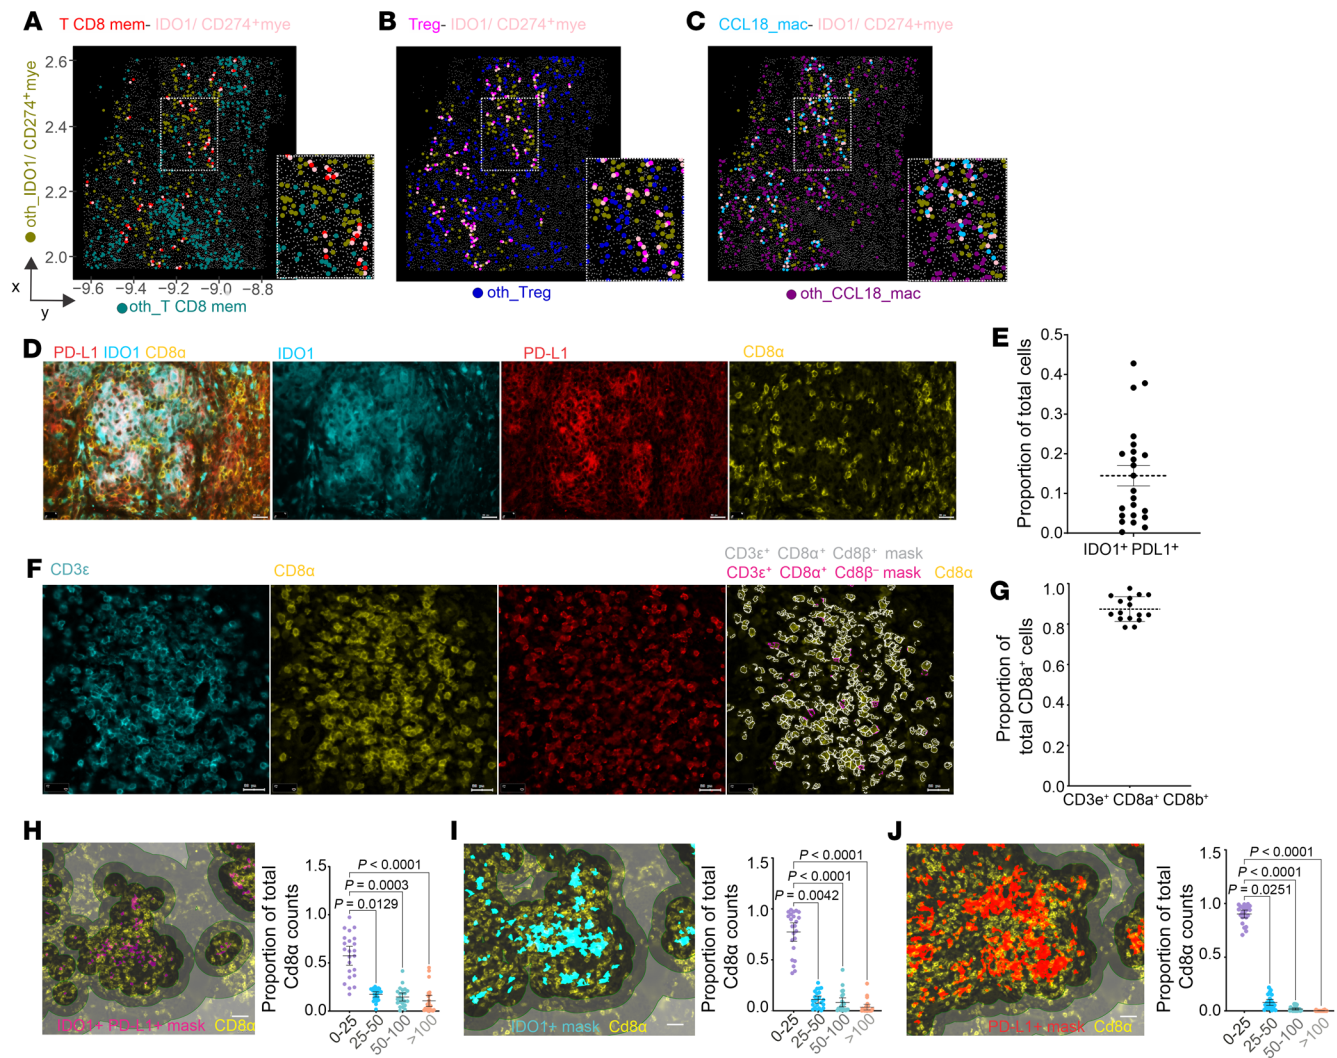 A T CD8 mem- IDO1/ CD274+mye
B Treg- IDO1/ CD274+mye
C CCL18_mac- IDO1/ CD274+mye
oth_IDO1/ CD274+mye
2.6
2.4
2.2
2.0
x
y
-9.6 -9.4 -9.2 -9.0 -8.8
oth_T CD8 mem
oth_Treg
oth_CCL18_mac
D PD-L1 IDO1 CD8α
IDO1
PD-L1
CD8α
E
Proportion of total cells
0.5
0.4
0.3
0.2
0.1
0.0
IDO1+ PDL1+
F CD3ε
CD8α
CD3ε+ CD8α+ Cd8β+ mask
CD3ε+ CD8α+ Cd8β− mask Cd8α
G
Proportion of
total CD8a+ cells
1.0
0.8
0.6
0.4
0.2
0.0
CD3e+ CD8a+ CD8b+
H
IDO1+ PD-L1+ mask CD8α
Proportion of total
Cd8α counts
1.5
1.0
0.5
0.0
P < 0.0001
P = 0.0003
P = 0.0129
0-25
25-50
50-100
>100
I
IDO1+ mask Cd8α
Proportion of total
Cd8α counts
1.5
1.0
0.5
0.0
P < 0.0001
P < 0.0001
P = 0.0042
0-25
25-50
50-100
>100
J
PD-L1+ mask Cd8α
Proportion of total
Cd8α counts
1.5
1.0
0.5
0.0
P < 0.0001
P < 0.0001
P = 0.0251
0-25
25-50
50-100
>100